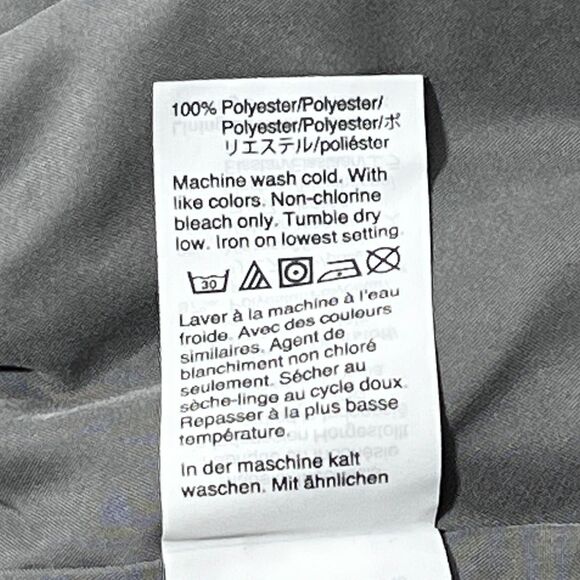 100% Polyester/Polyester/
Polyester/Polyester/ポ
リエステル/poliéster
Machine wash cold. With
like colors. Non-chlorine
bleach only. Tumble dry
low. Iron on lowest setting.
30
Laver à la machine à l'eau
froide. Avec des couleurs
similaires. Agent de
blanchiment non chloré
seulement. Sécher au
sèche-linge au cycle doux.
Repasser à la plus basse
température.
In der maschine kalt
waschen. Mit ähnlichen